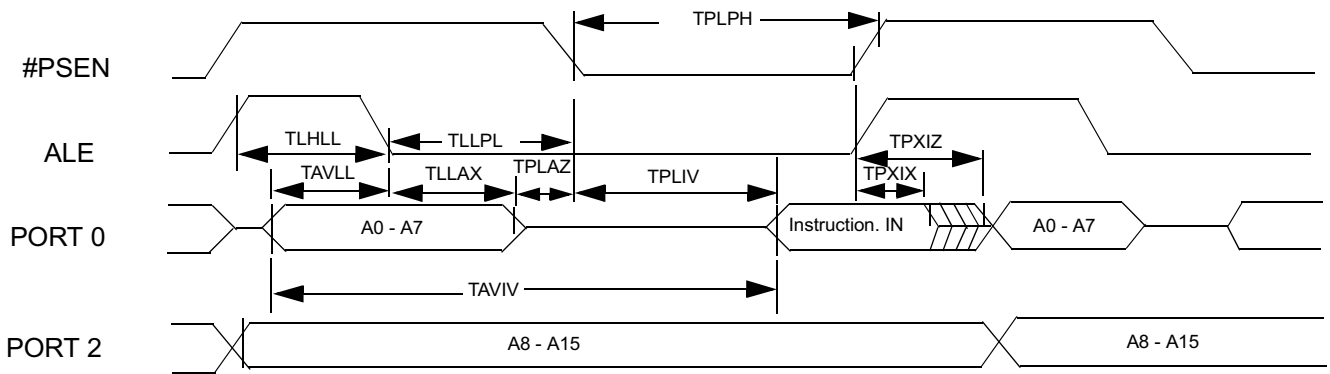 TPLPH
#PSEN
ALE
TLHLL
TLLPL
TPXIZ
TAVLL
TLLAX
TPLAZ
TPLIV
TPXIX
PORT 0
A0 - A7
Instruction. IN
A0 - A7
TAVIV
PORT 2
A8 - A15
A8 - A15